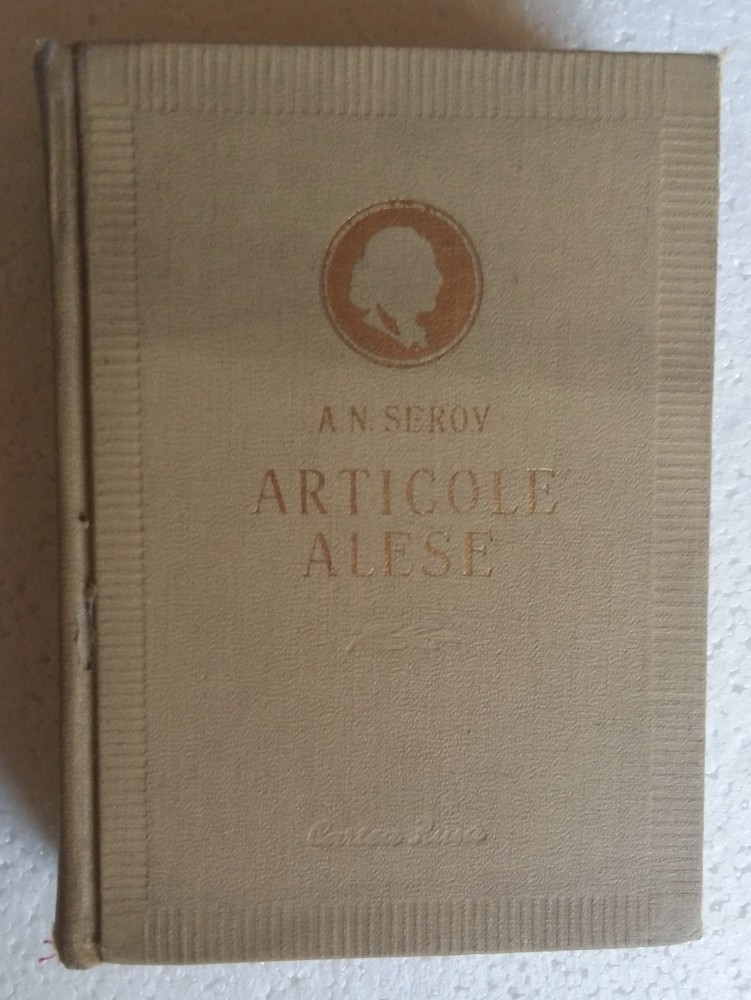 A. N. SEROV
ARTICOLE
ALESE
Cartea Rusă